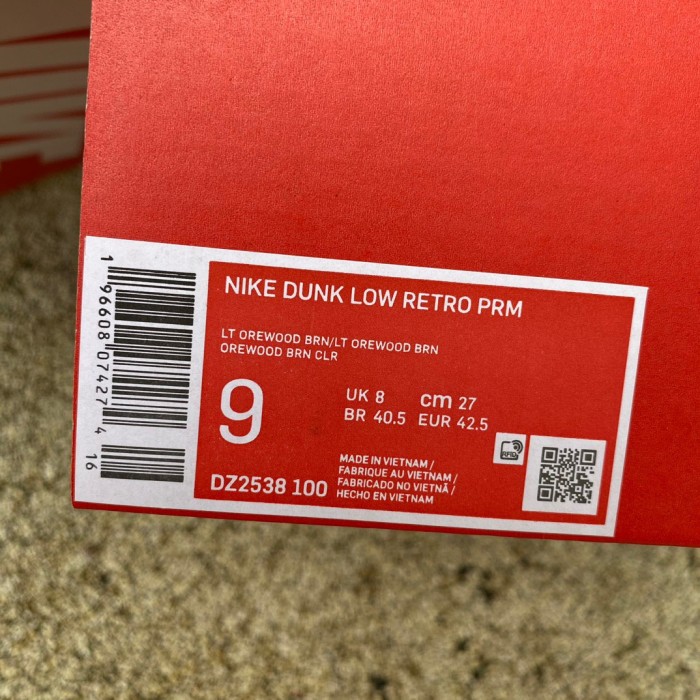 1 96608 07427 4
16
NIKE DUNK LOW RETRO PRM
LT OREWOOD BRN/LT OREWOOD BRN
OREWOOD BRN CLR
9
UK 8 cm 27
BR 40.5 EUR 42.5
RFID
DZ2538 100
MADE IN VIETNAM /
FABRIQUE AU VIETNAM /
FABRICADO NO VIETNÃ /
HECHO EN VIETNAM